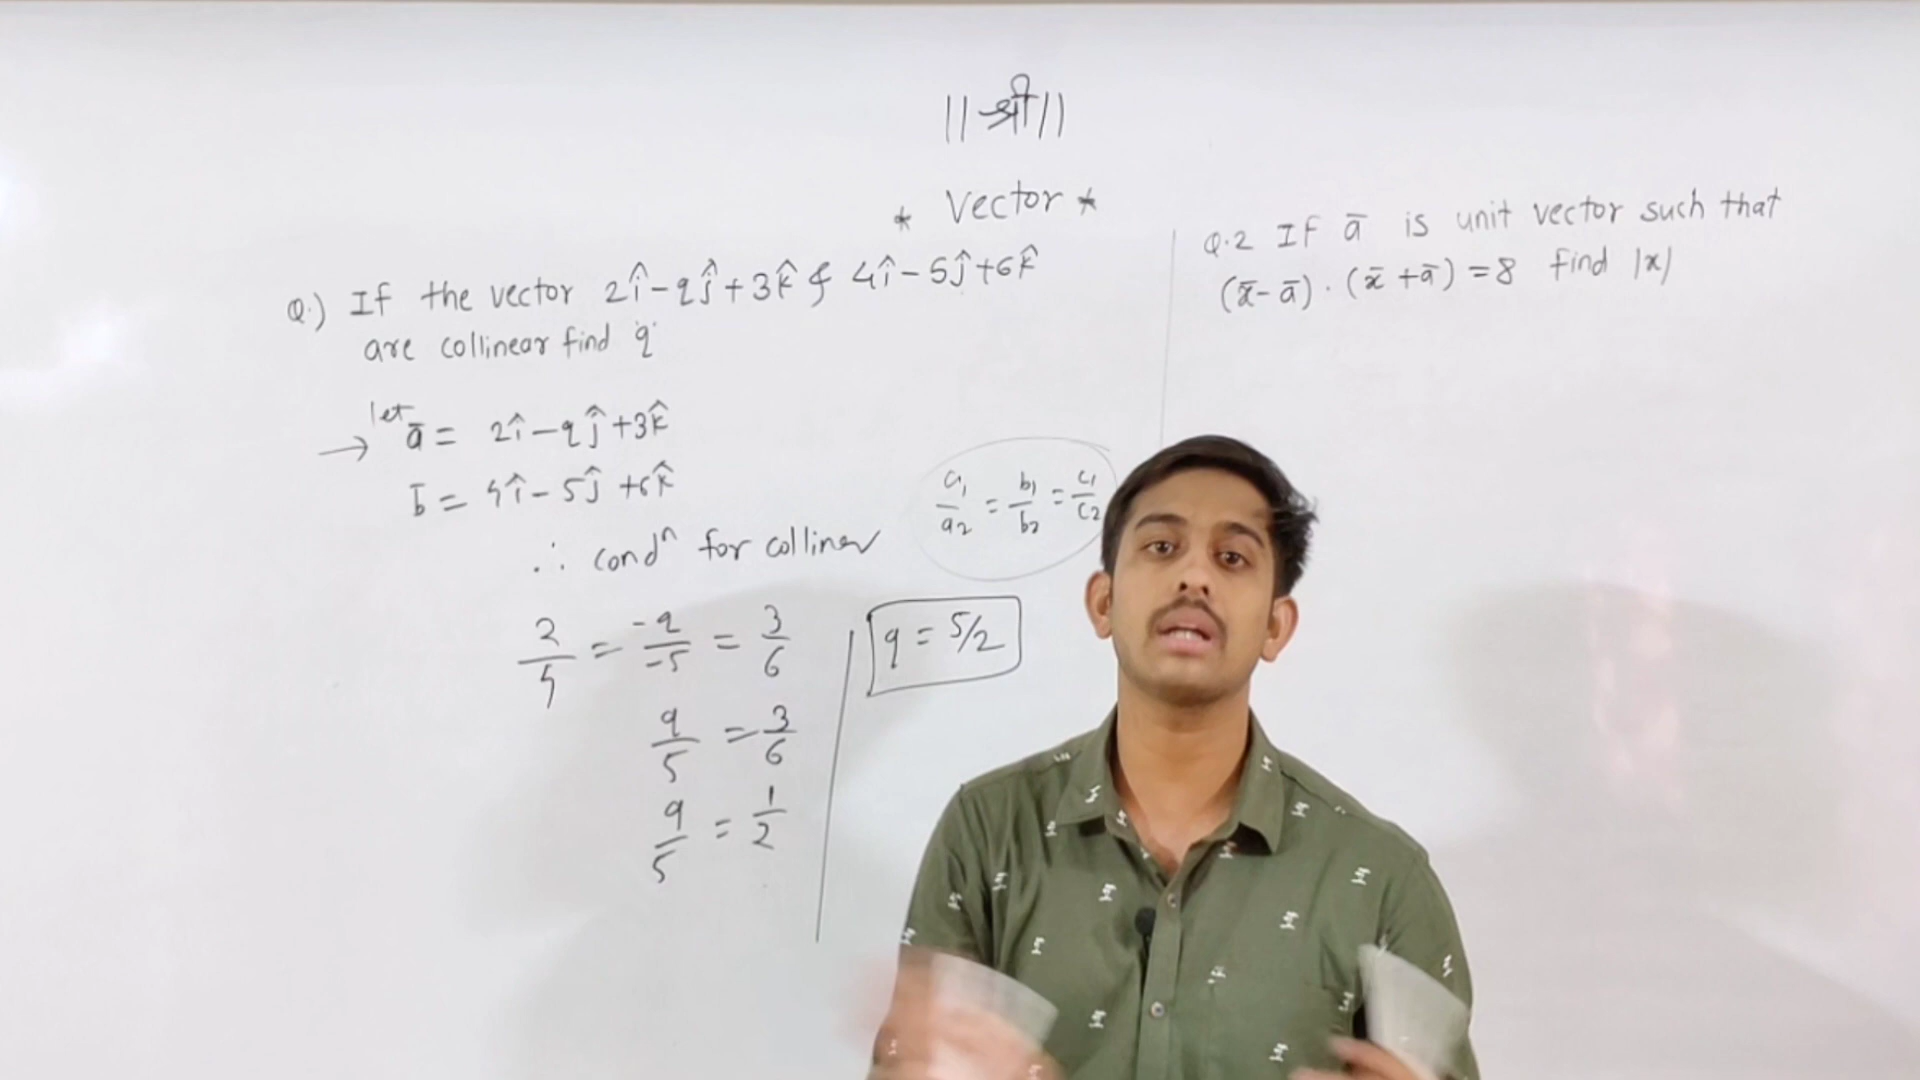 ||श्री||
* Vector *
Q.) If the vector 2î-qĵ+3k̂ & 4î-5ĵ+6k̂
are collinear find 'q'
→ let ā = 2î-qĵ+3k̂
b̄ = 4î-5ĵ+6k̂
∴ condⁿ for colliner
a₁/a₂ = b₁/b₂ = c₁/c₂
2/4 = -q/-5 = 3/6
q/5 = 3/6
q/5 = 1/2
q = 5/2
Q.2 If ā is unit vector such that
(x̄-ā)·(x̄+ā)=8 find |x|